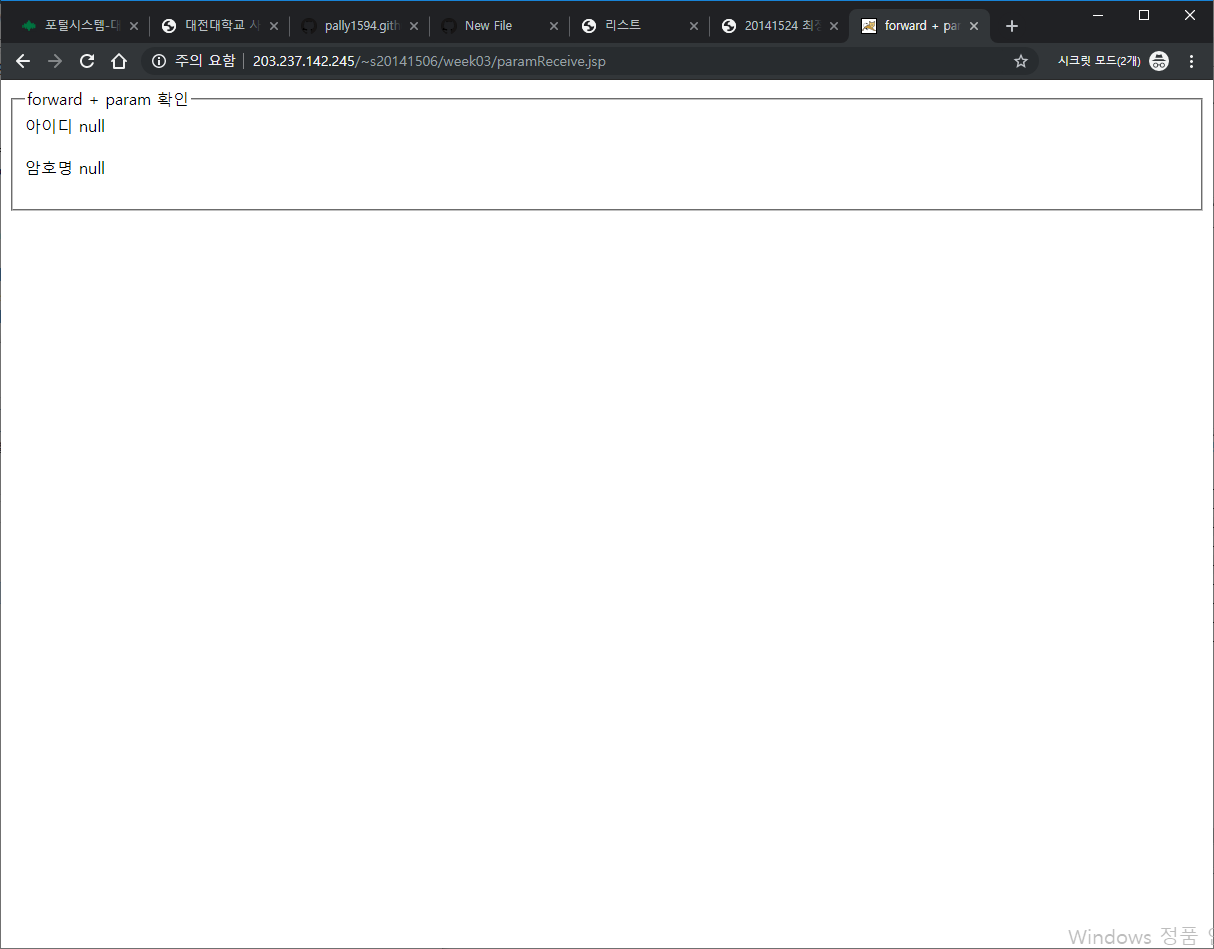 포털시스템-대
대전대학교 사
pally1594.gith
New File
리스트
20141524 최종
forward + par
주의 요함 203.237.142.245/~s20141506/week03/paramReceive.jsp
시크릿 모드(2개)
forward + param 확인
아이디 null
암호명 null
Windows 정품